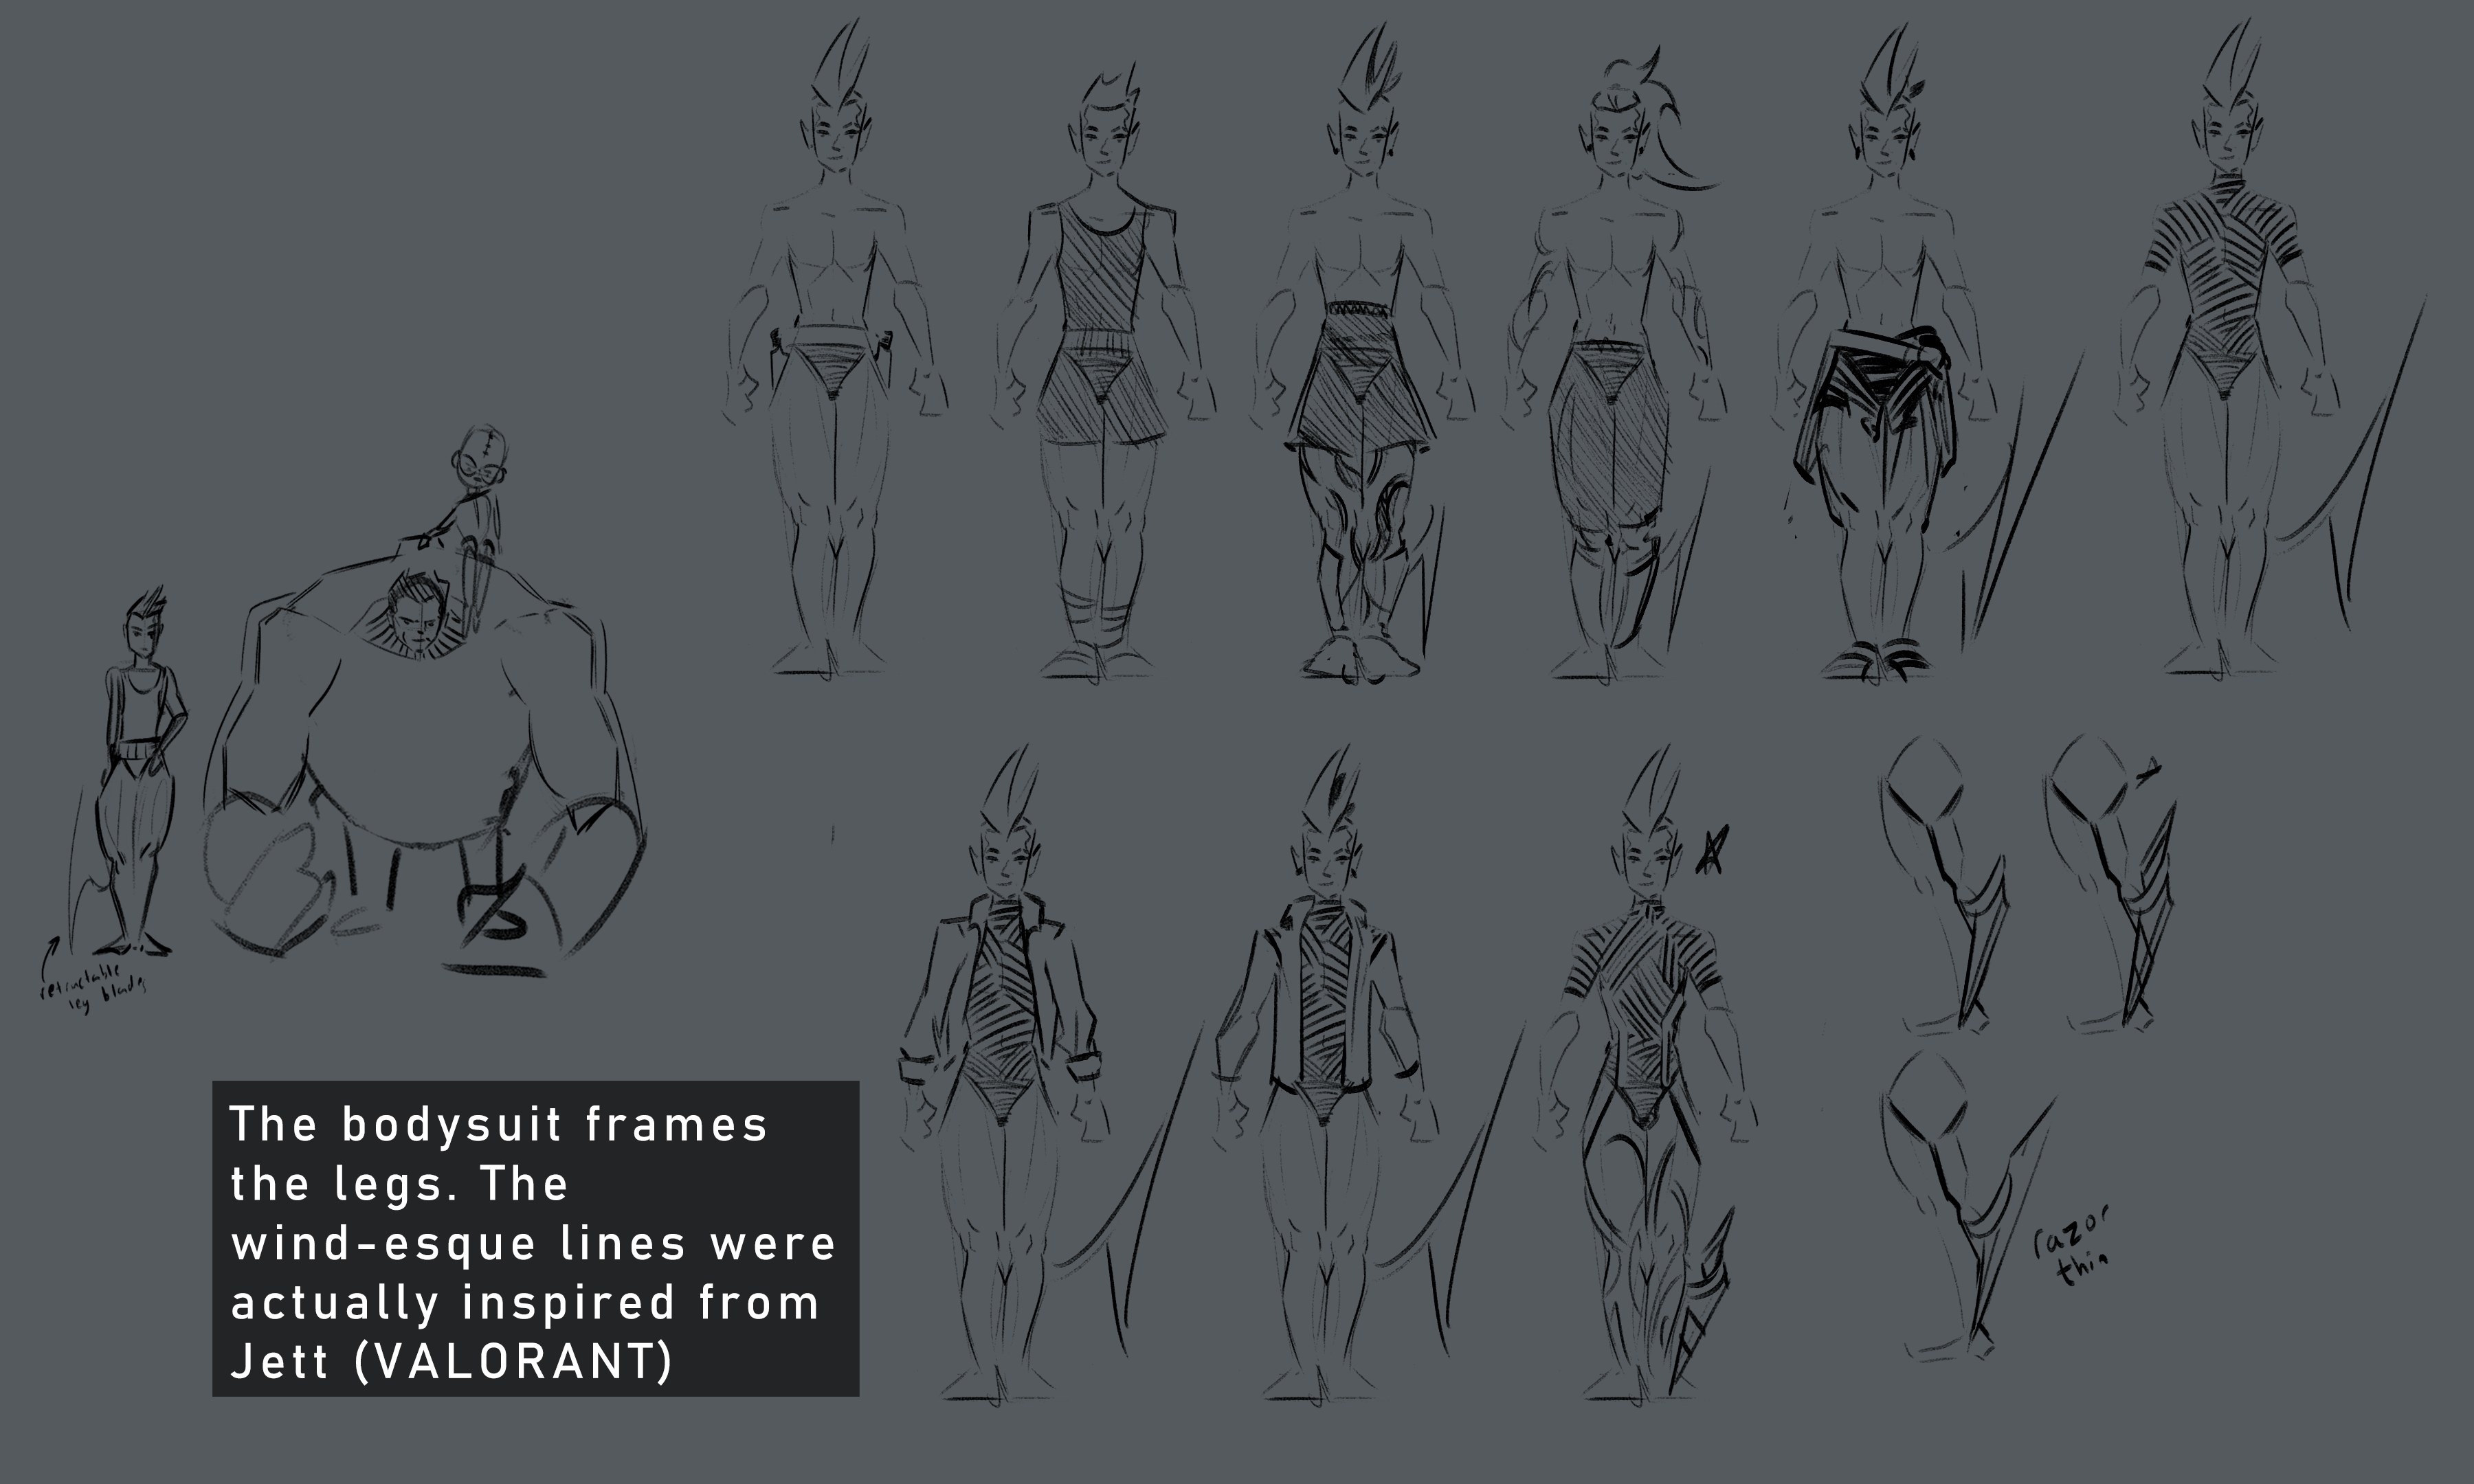 retractable
leg blades
The bodysuit frames
the legs. The
wind-esque lines were
actually inspired from
Jett (VALORANT)
razor
thin